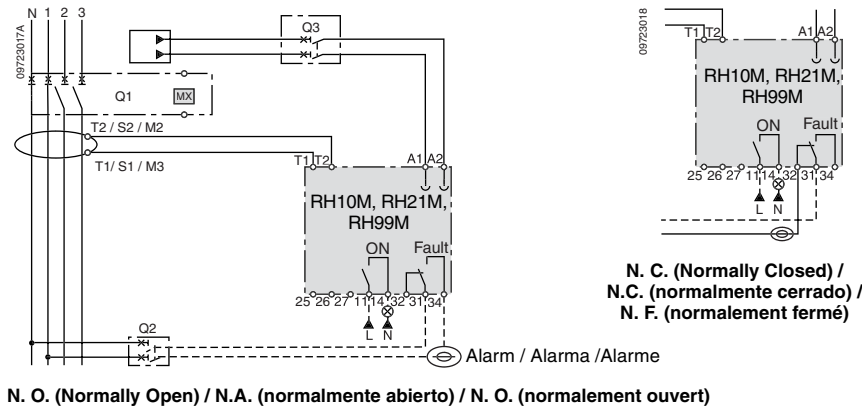 09723017A
N 1 2 3
Q3
Q1
MX
T2 / S2 / M2
T1/ S1 / M3
T1 T2
A1 A2
RH10M, RH21M,
RH99M
ON
Fault
25 26 27 11 14 32 31 34
L N
Q2
Alarm / Alarma /Alarme
N. O. (Normally Open) / N.A. (normalmente abierto) / N. O. (normalement ouvert)
09723018
T1 T2
A1 A2
RH10M, RH21M,
RH99M
ON
Fault
25 26 27 11 14 32 31 34
L N
N. C. (Normally Closed) /
N.C. (normalmente cerrado) /
N. F. (normalement fermé)